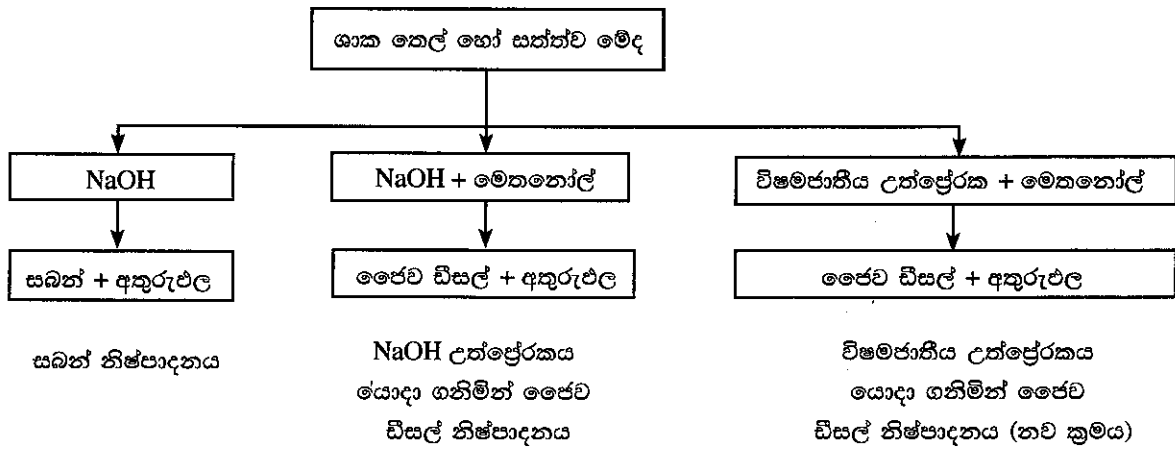 ශාක තෙල් හෝ සත්ත්ව මේද
NaOH
NaOH + මෙතනෝල්
විෂමජාතීය උත්ප්‍රේරක + මෙතනෝල්
සබන් + අතුරුඵල
ජෛව ඩීසල් + අතුරුඵල
ජෛව ඩීසල් + අතුරුඵල
සබන් නිෂ්පාදනය
NaOH උත්ප්‍රේරකය
යොදා ගනිමින් ජෛව
ඩීසල් නිෂ්පාදනය
විෂමජාතීය උත්ප්‍රේරකය
යොදා ගනිමින් ජෛව
ඩීසල් නිෂ්පාදනය (නව ක්‍රමය)